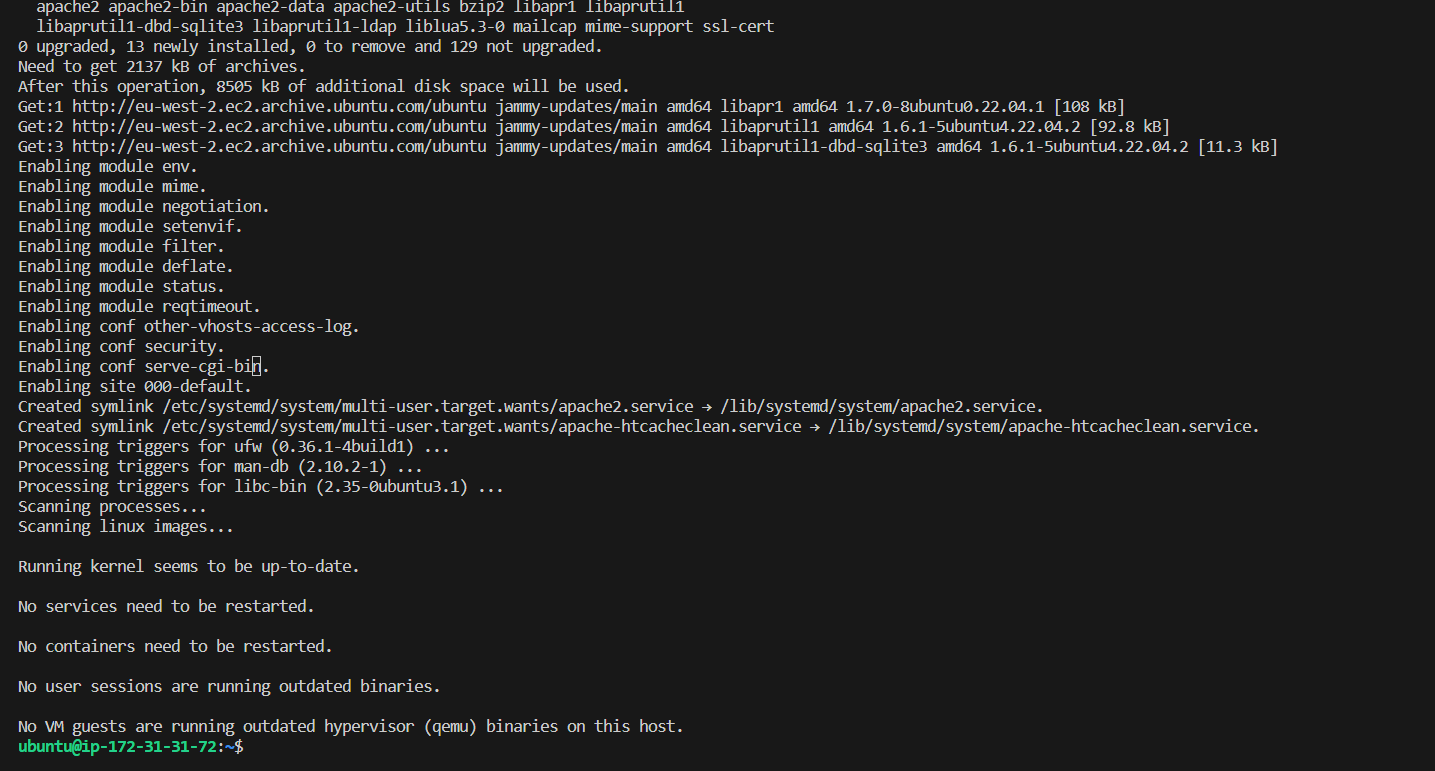 apache2 apache2-bin apache2-data apache2-utils bzip2 libapr1 libaprutil1
libaprutil1-dbd-sqlite3 libaprutil1-ldap liblua5.3-0 mailcap mime-support ssl-cert
0 upgraded, 13 newly installed, 0 to remove and 129 not upgraded.
Need to get 2137 kB of archives.
After this operation, 8505 kB of additional disk space will be used.
Get:1 http://eu-west-2.ec2.archive.ubuntu.com/ubuntu jammy-updates/main amd64 libapr1 amd64 1.7.0-8ubuntu0.22.04.1 [108 kB]
Get:2 http://eu-west-2.ec2.archive.ubuntu.com/ubuntu jammy-updates/main amd64 libaprutil1 amd64 1.6.1-5ubuntu4.22.04.2 [92.8 kB]
Get:3 http://eu-west-2.ec2.archive.ubuntu.com/ubuntu jammy-updates/main amd64 libaprutil1-dbd-sqlite3 amd64 1.6.1-5ubuntu4.22.04.2 [11.3 kB]
Enabling module env.
Enabling module mime.
Enabling module negotiation.
Enabling module setenvif.
Enabling module filter.
Enabling module deflate.
Enabling module status.
Enabling module reqtimeout.
Enabling conf other-vhosts-access-log.
Enabling conf security.
Enabling conf serve-cgi-bin.
Enabling site 000-default.
Created symlink /etc/systemd/system/multi-user.target.wants/apache2.service → /lib/systemd/system/apache2.service.
Created symlink /etc/systemd/system/multi-user.target.wants/apache-htcacheclean.service → /lib/systemd/system/apache-htcacheclean.service.
Processing triggers for ufw (0.36.1-4build1) ...
Processing triggers for man-db (2.10.2-1) ...
Processing triggers for libc-bin (2.35-0ubuntu3.1) ...
Scanning processes...
Scanning linux images...
Running kernel seems to be up-to-date.
No services need to be restarted.
No containers need to be restarted.
No user sessions are running outdated binaries.
No VM guests are running outdated hypervisor (qemu) binaries on this host.
ubuntu@ip-172-31-31-72:~$